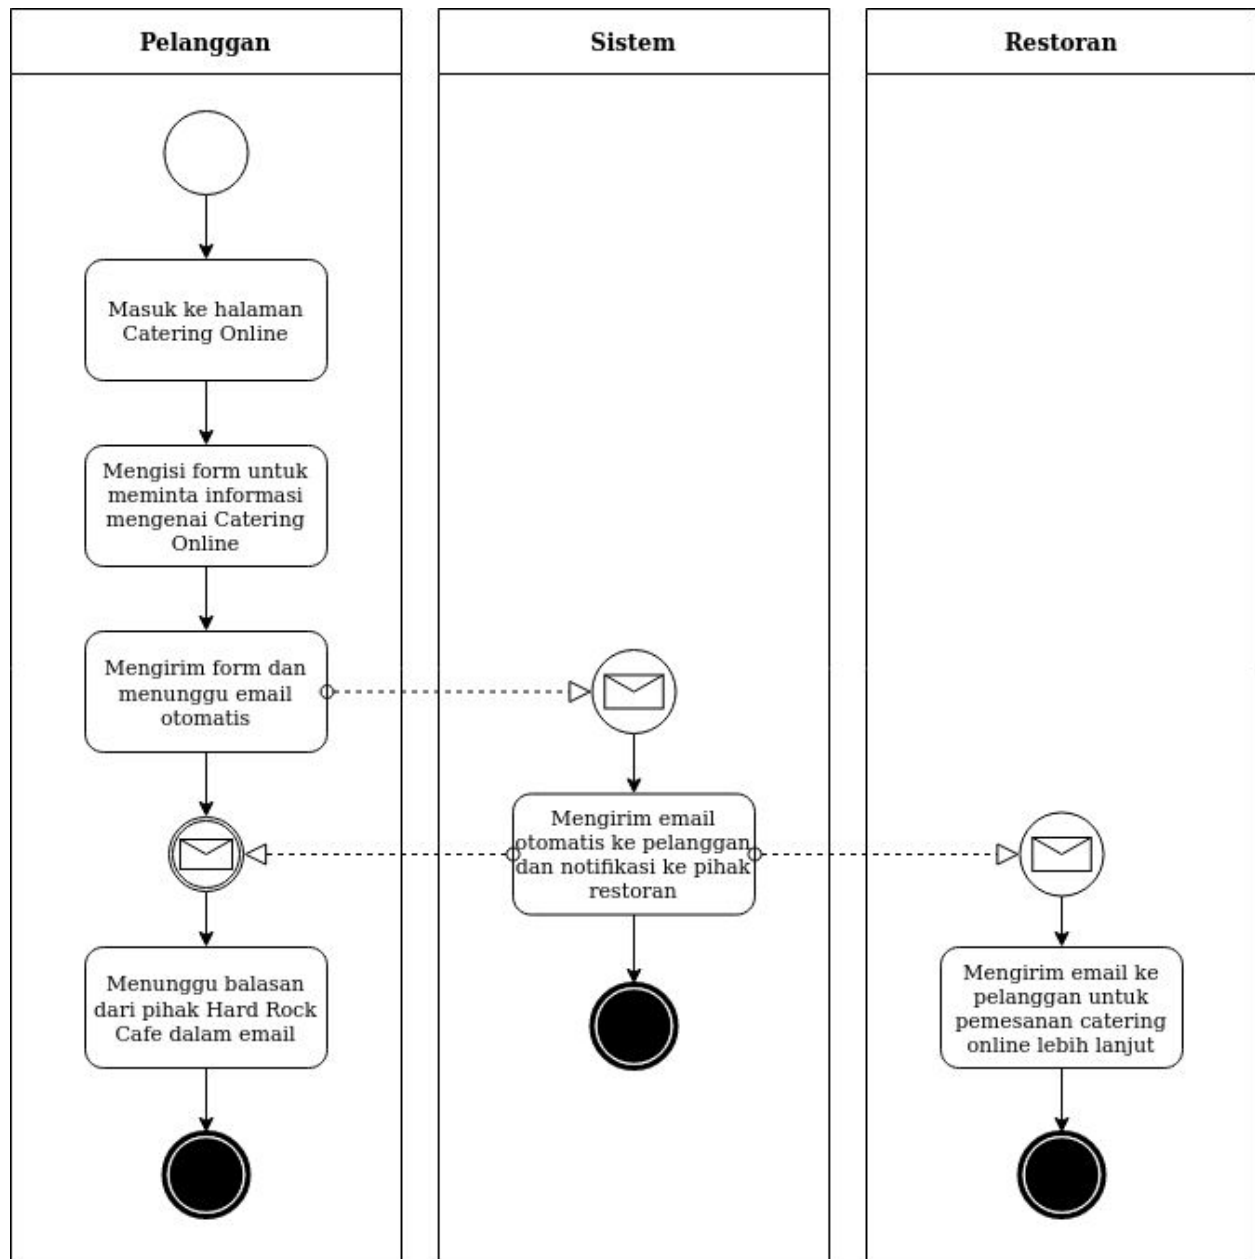 Pelanggan
Sistem
Restoran
Masuk ke halaman
Catering Online
Mengisi form untuk
meminta informasi
mengenai Catering
Online
Mengirim form dan
menunggu email
otomatis
Mengirim email
otomatis ke pelanggan
dan notifikasi ke pihak
restoran
Menunggu balasan
dari pihak Hard Rock
Cafe dalam email
Mengirim email ke
pelanggan untuk
pemesanan catering
online lebih lanjut